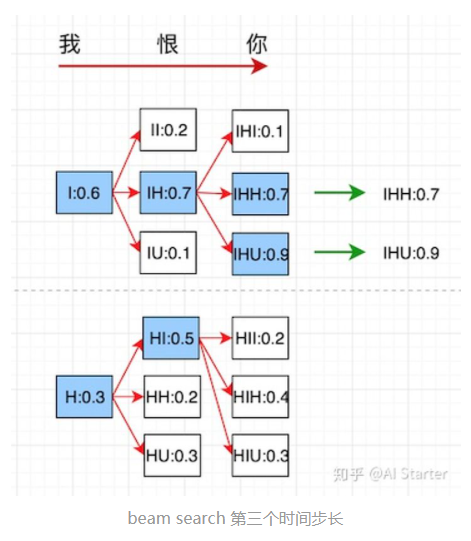 我 恨 你
II:0.2 IHI:0.1
I:0.6 IH:0.7 IHH:0.7 IHH:0.7
IU:0.1 IHU:0.9 IHU:0.9
HI:0.5 HII:0.2
H:0.3 HH:0.2 HIH:0.4
HU:0.3 HIU:0.3
知乎 @AI Starter
beam search 第三个时间步长